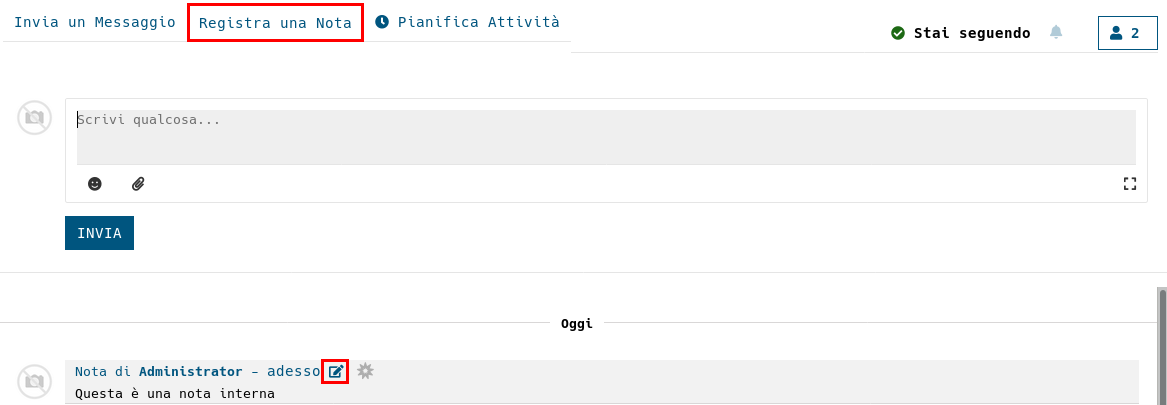 Invia un Messaggio Registra una Nota Pianifica Attività
Stai seguendo 2
Scrivi qualcosa...
INVIA
Oggi
Nota di Administrator - adesso
Questa è una nota interna